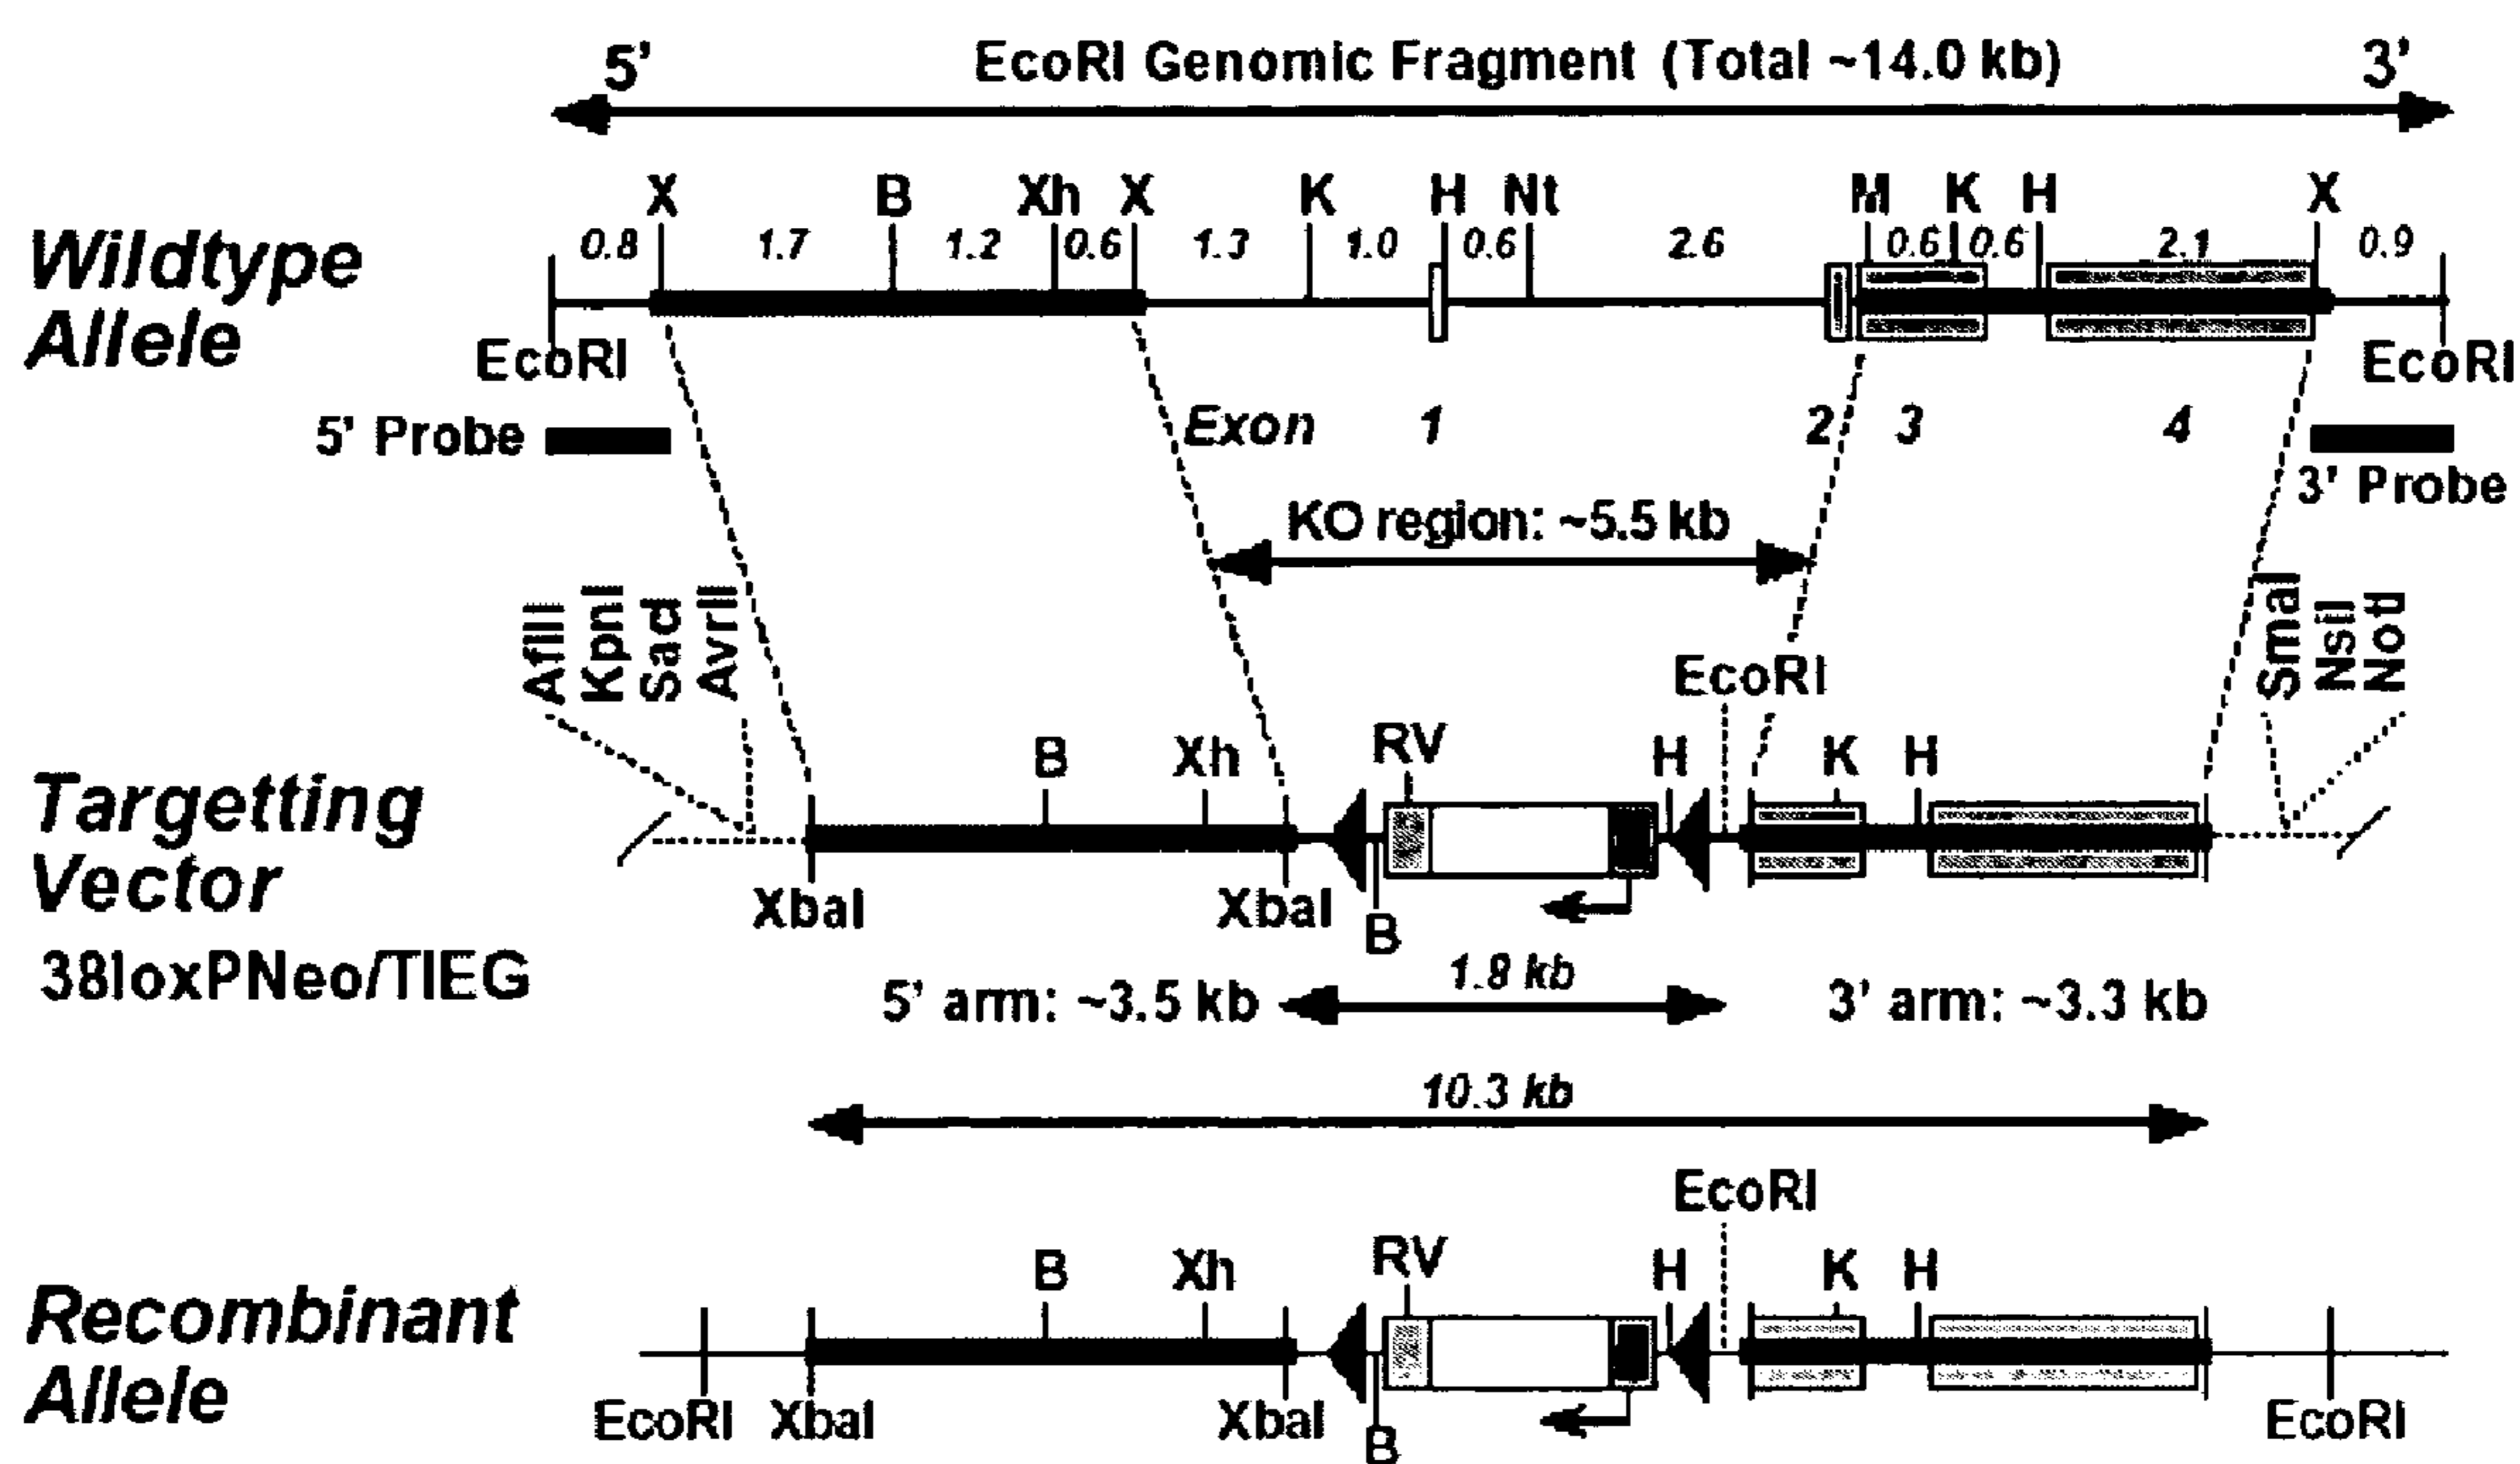 5' EcoRI Genomic Fragment (Total ~14.0 kb) 3'
X B Xh X K H Nt M K H X
0.8 1.7 1.2 0.6 1.3 1.0 0.6 2.6 0.6 0.6 2.1 0.9
Wildtype
Allele
EcoRI EcoRI
5' Probe Exon 1 2 3 4
3' Probe
KO region: ~5.5 kb
AflII KpnI SacI AvrII SmaI NsiI NotI
EcoRI
B Xh RV H K H
Targetting
Vector
XbaI XbaI B
38loxPNeo/TIEG
5' arm: ~3.5 kb 1.8 kb 3' arm: ~3.3 kb
10.3 kb
EcoRI
B Xh RV H K H
Recombinant
Allele
EcoRI XbaI XbaI B EcoRI